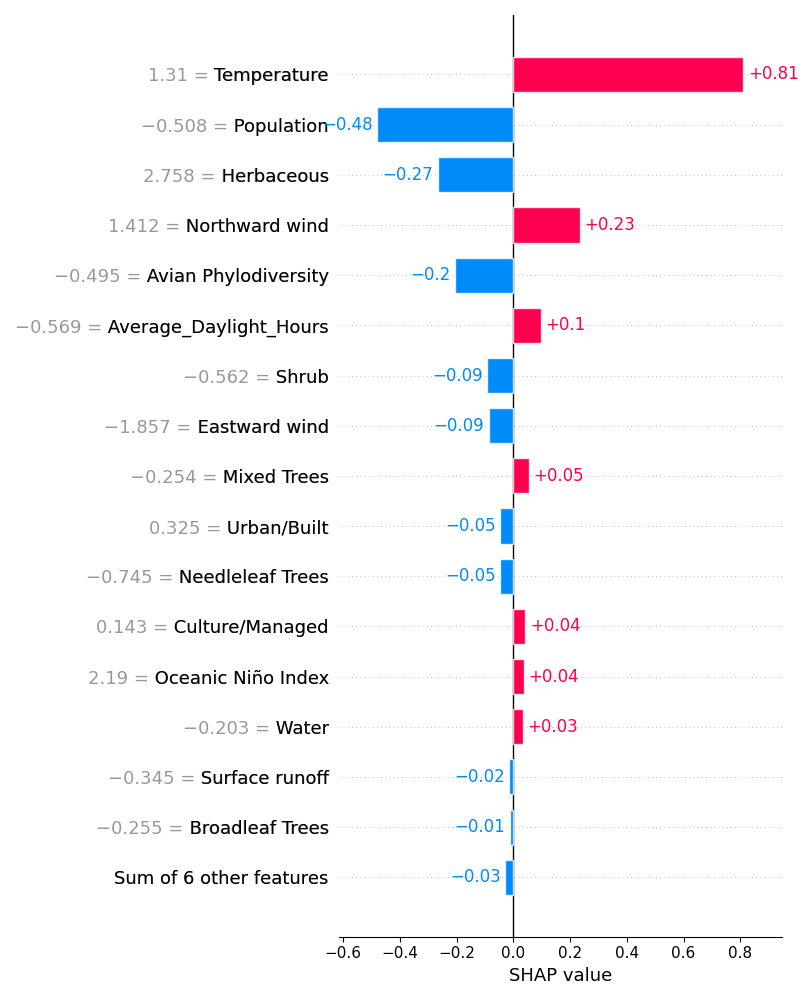 1.31 = Temperature +0.81
−0.508 = Population −0.48
2.758 = Herbaceous −0.27
1.412 = Northward wind +0.23
−0.495 = Avian Phylodiversity −0.2
−0.569 = Average_Daylight_Hours +0.1
−0.562 = Shrub −0.09
−1.857 = Eastward wind −0.09
−0.254 = Mixed Trees +0.05
0.325 = Urban/Built −0.05
−0.745 = Needleleaf Trees −0.05
0.143 = Culture/Managed +0.04
2.19 = Oceanic Niño Index +0.04
−0.203 = Water +0.03
−0.345 = Surface runoff −0.02
−0.255 = Broadleaf Trees −0.01
Sum of 6 other features −0.03
−0.6 −0.4 −0.2 0.0 0.2 0.4 0.6 0.8
SHAP value